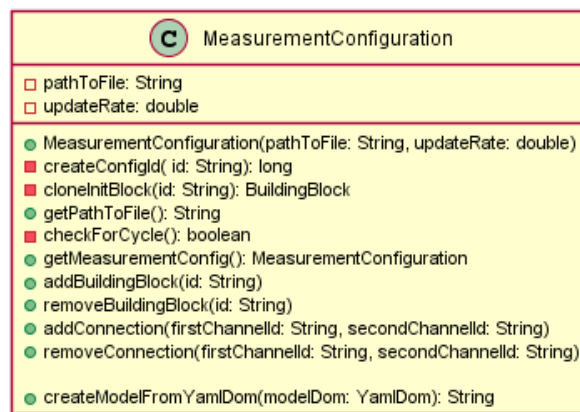 C MeasurementConfiguration
pathToFile: String
updateRate: double
MeasurementConfiguration(pathToFile: String, updateRate: double)
createConfigId( id: String): long
cloneInitBlock(id: String): BuildingBlock
getPathToFile(): String
checkForCycle(): boolean
getMeasurementConfig(): MeasurementConfiguration
addBuildingBlock(id: String)
removeBuildingBlock(id: String)
addConnection(firstChannelId: String, secondChannelId: String)
removeConnection(firstChannelId: String, secondChannelId: String)
createModelFromYamlDom(modelDom: YamlDom): String